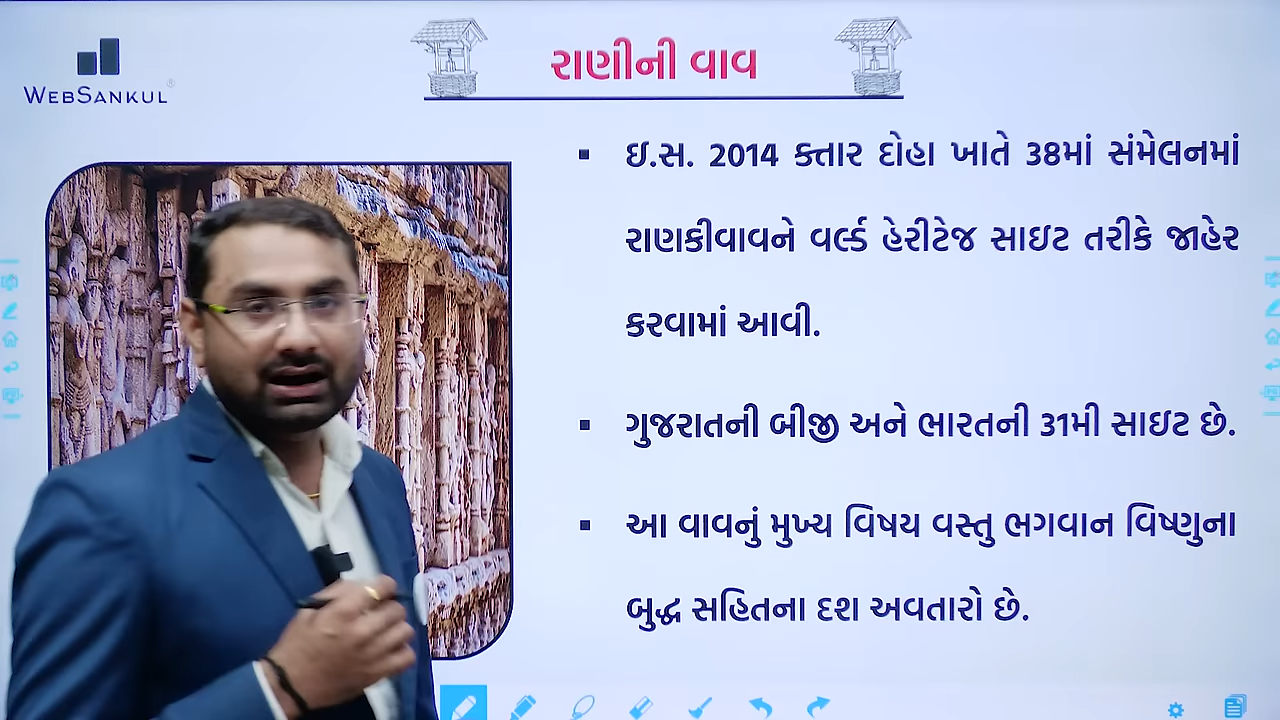 WEBSANKUL
રાણીની વાવ
▪ ઇ.સ. 2014 ક્તાર દોહા ખાતે 38માં સંમેલનમાં
રાણકીવાવને વર્લ્ડ હેરીટેજ સાઇટ તરીકે જાહેર
કરવામાં આવી.
▪ ગુજરાતની બીજી અને ભારતની 31મી સાઇટ છે.
▪ આ વાવનું મુખ્ય વિષય વસ્તુ ભગવાન વિષ્ણુના
બુદ્ધ સહિતના દશ અવતારો છે.